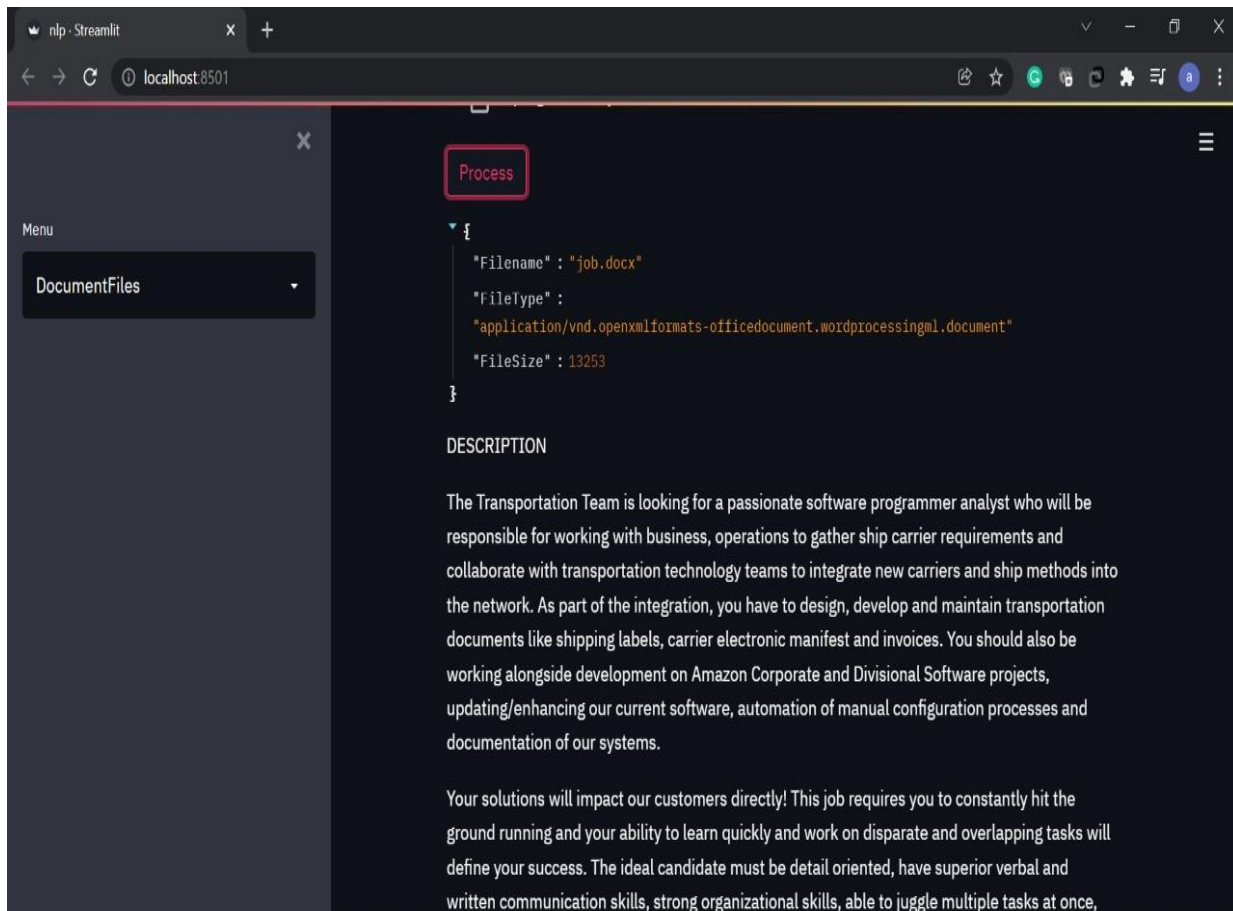 nlp · Streamlit
localhost:8501
a
Menu
DocumentFiles
Process
{
"Filename" : "job.docx"
"FileType" :
"application/vnd.openxmlformats-officedocument.wordprocessingml.document"
"FileSize" : 13253
}
DESCRIPTION
The Transportation Team is looking for a passionate software programmer analyst who will be
responsible for working with business, operations to gather ship carrier requirements and
collaborate with transportation technology teams to integrate new carriers and ship methods into
the network. As part of the integration, you have to design, develop and maintain transportation
documents like shipping labels, carrier electronic manifest and invoices. You should also be
working alongside development on Amazon Corporate and Divisional Software projects,
updating/enhancing our current software, automation of manual configuration processes and
documentation of our systems.
Your solutions will impact our customers directly! This job requires you to constantly hit the
ground running and your ability to learn quickly and work on disparate and overlapping tasks will
define your success. The ideal candidate must be detail oriented, have superior verbal and
written communication skills, strong organizational skills, able to juggle multiple tasks at once,